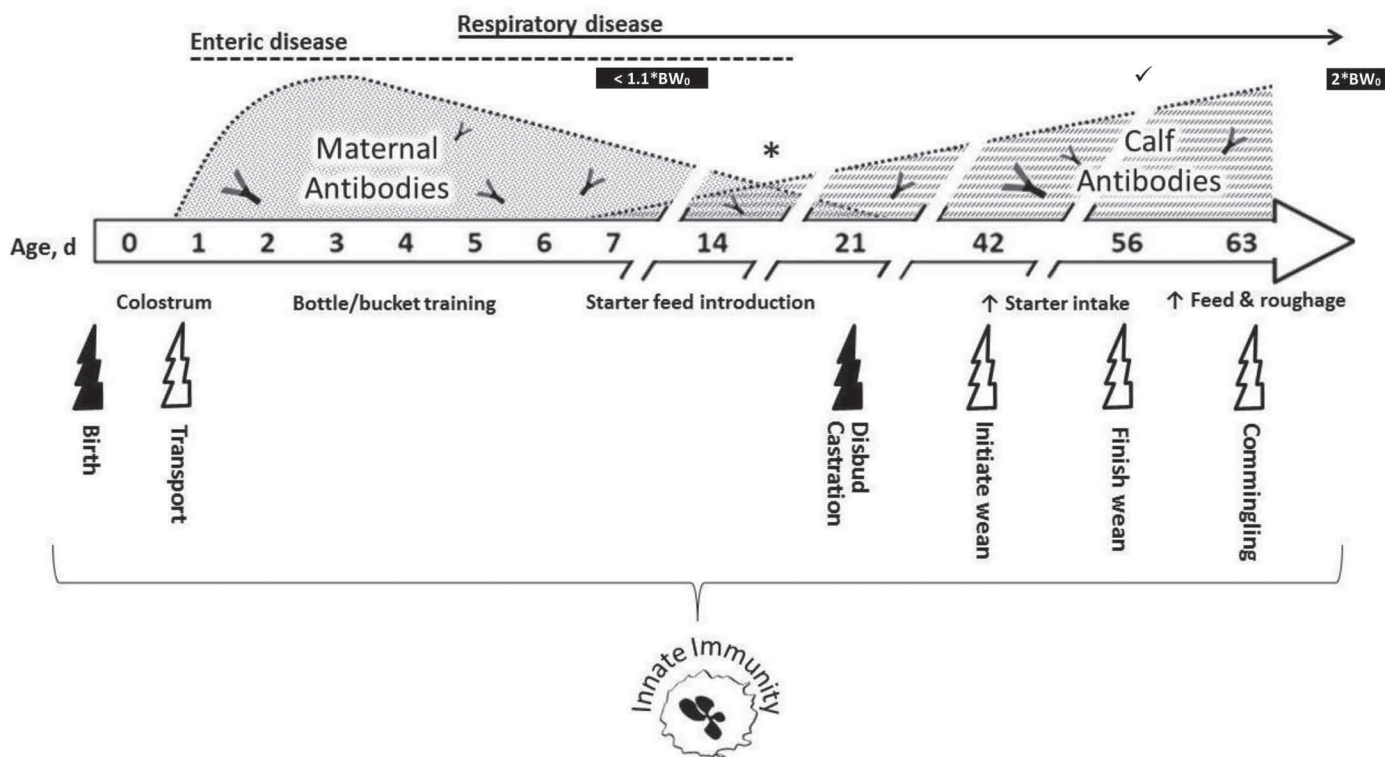 Respiratory disease
Enteric disease
< 1.1*BW₀
✓
2*BW₀
*
Maternal
Antibodies
Calf
Antibodies
Age, d 0 1 2 3 4 5 6 7 14 21 42 56 63
Colostrum Bottle/bucket training Starter feed introduction ↑ Starter intake ↑ Feed & roughage
Birth
Transport
Disbud
Castration
Initiate wean
Finish wean
Commingling
Innate Immunity